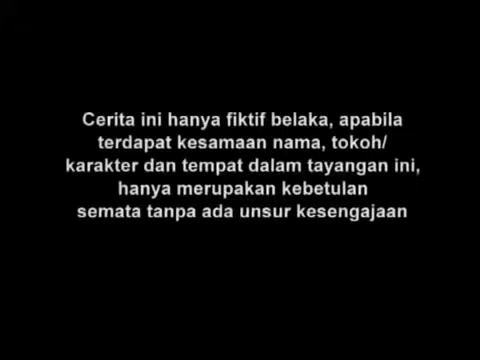 Cerita ini hanya fiktif belaka, apabila
terdapat kesamaan nama, tokoh/
karakter dan tempat dalam tayangan ini,
hanya merupakan kebetulan
semata tanpa ada unsur kesengajaan